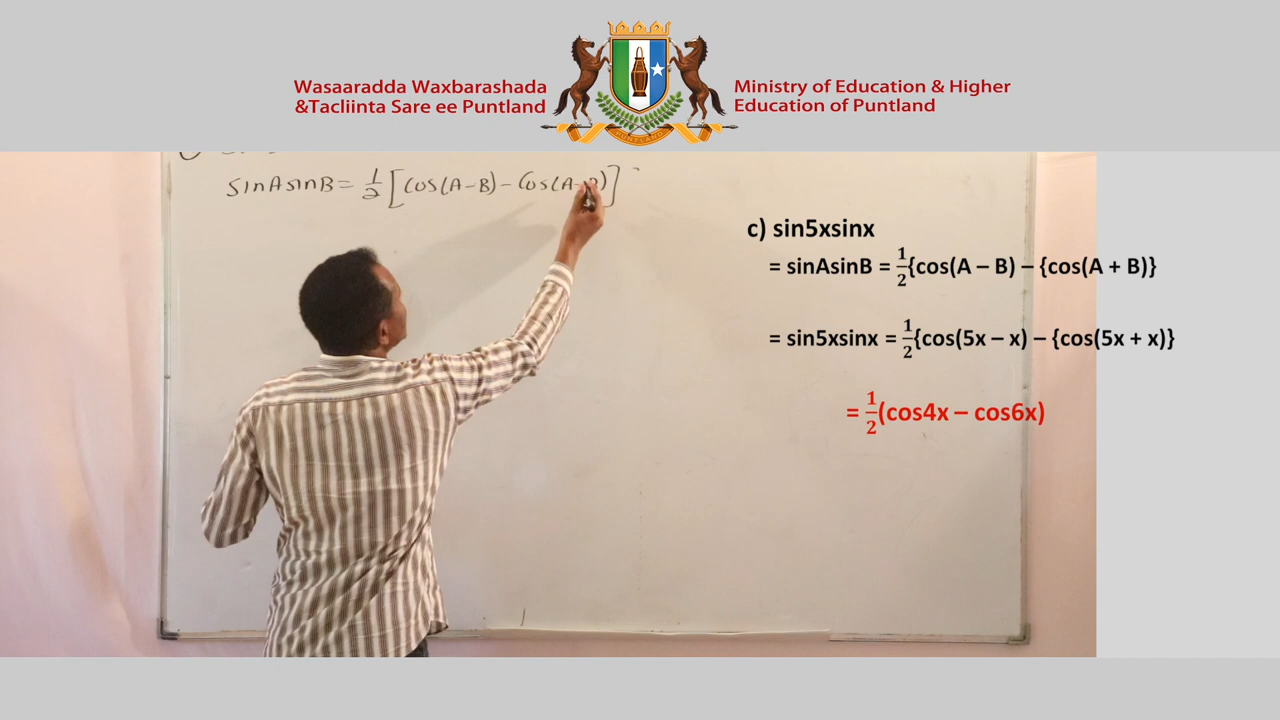 Wasaaradda Waxbarashada
&Tacliinta Sare ee Puntland
PUNTLAND
Ministry of Education & Higher
Education of Puntland
sinAsinB = 1/2 [cos(A-B) - cos(A-B)]
c) sin5xsinx
= sinAsinB = 1/2{cos(A – B) – {cos(A + B)}
= sin5xsinx = 1/2{cos(5x – x) – {cos(5x + x)}
= 1/2(cos4x – cos6x)